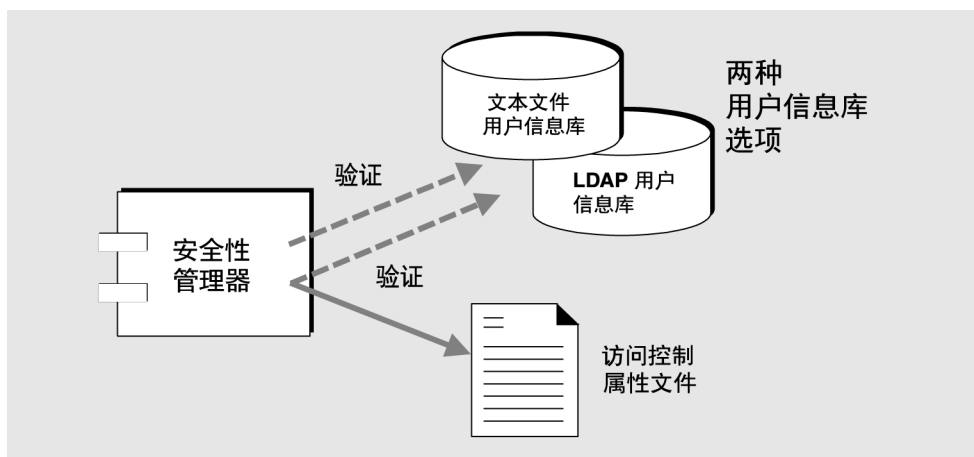 文本文件
用户信息库
两种
用户信息库
选项
LDAP 用户
信息库
验证
安全性
管理器
验证
访问控制
属性文件